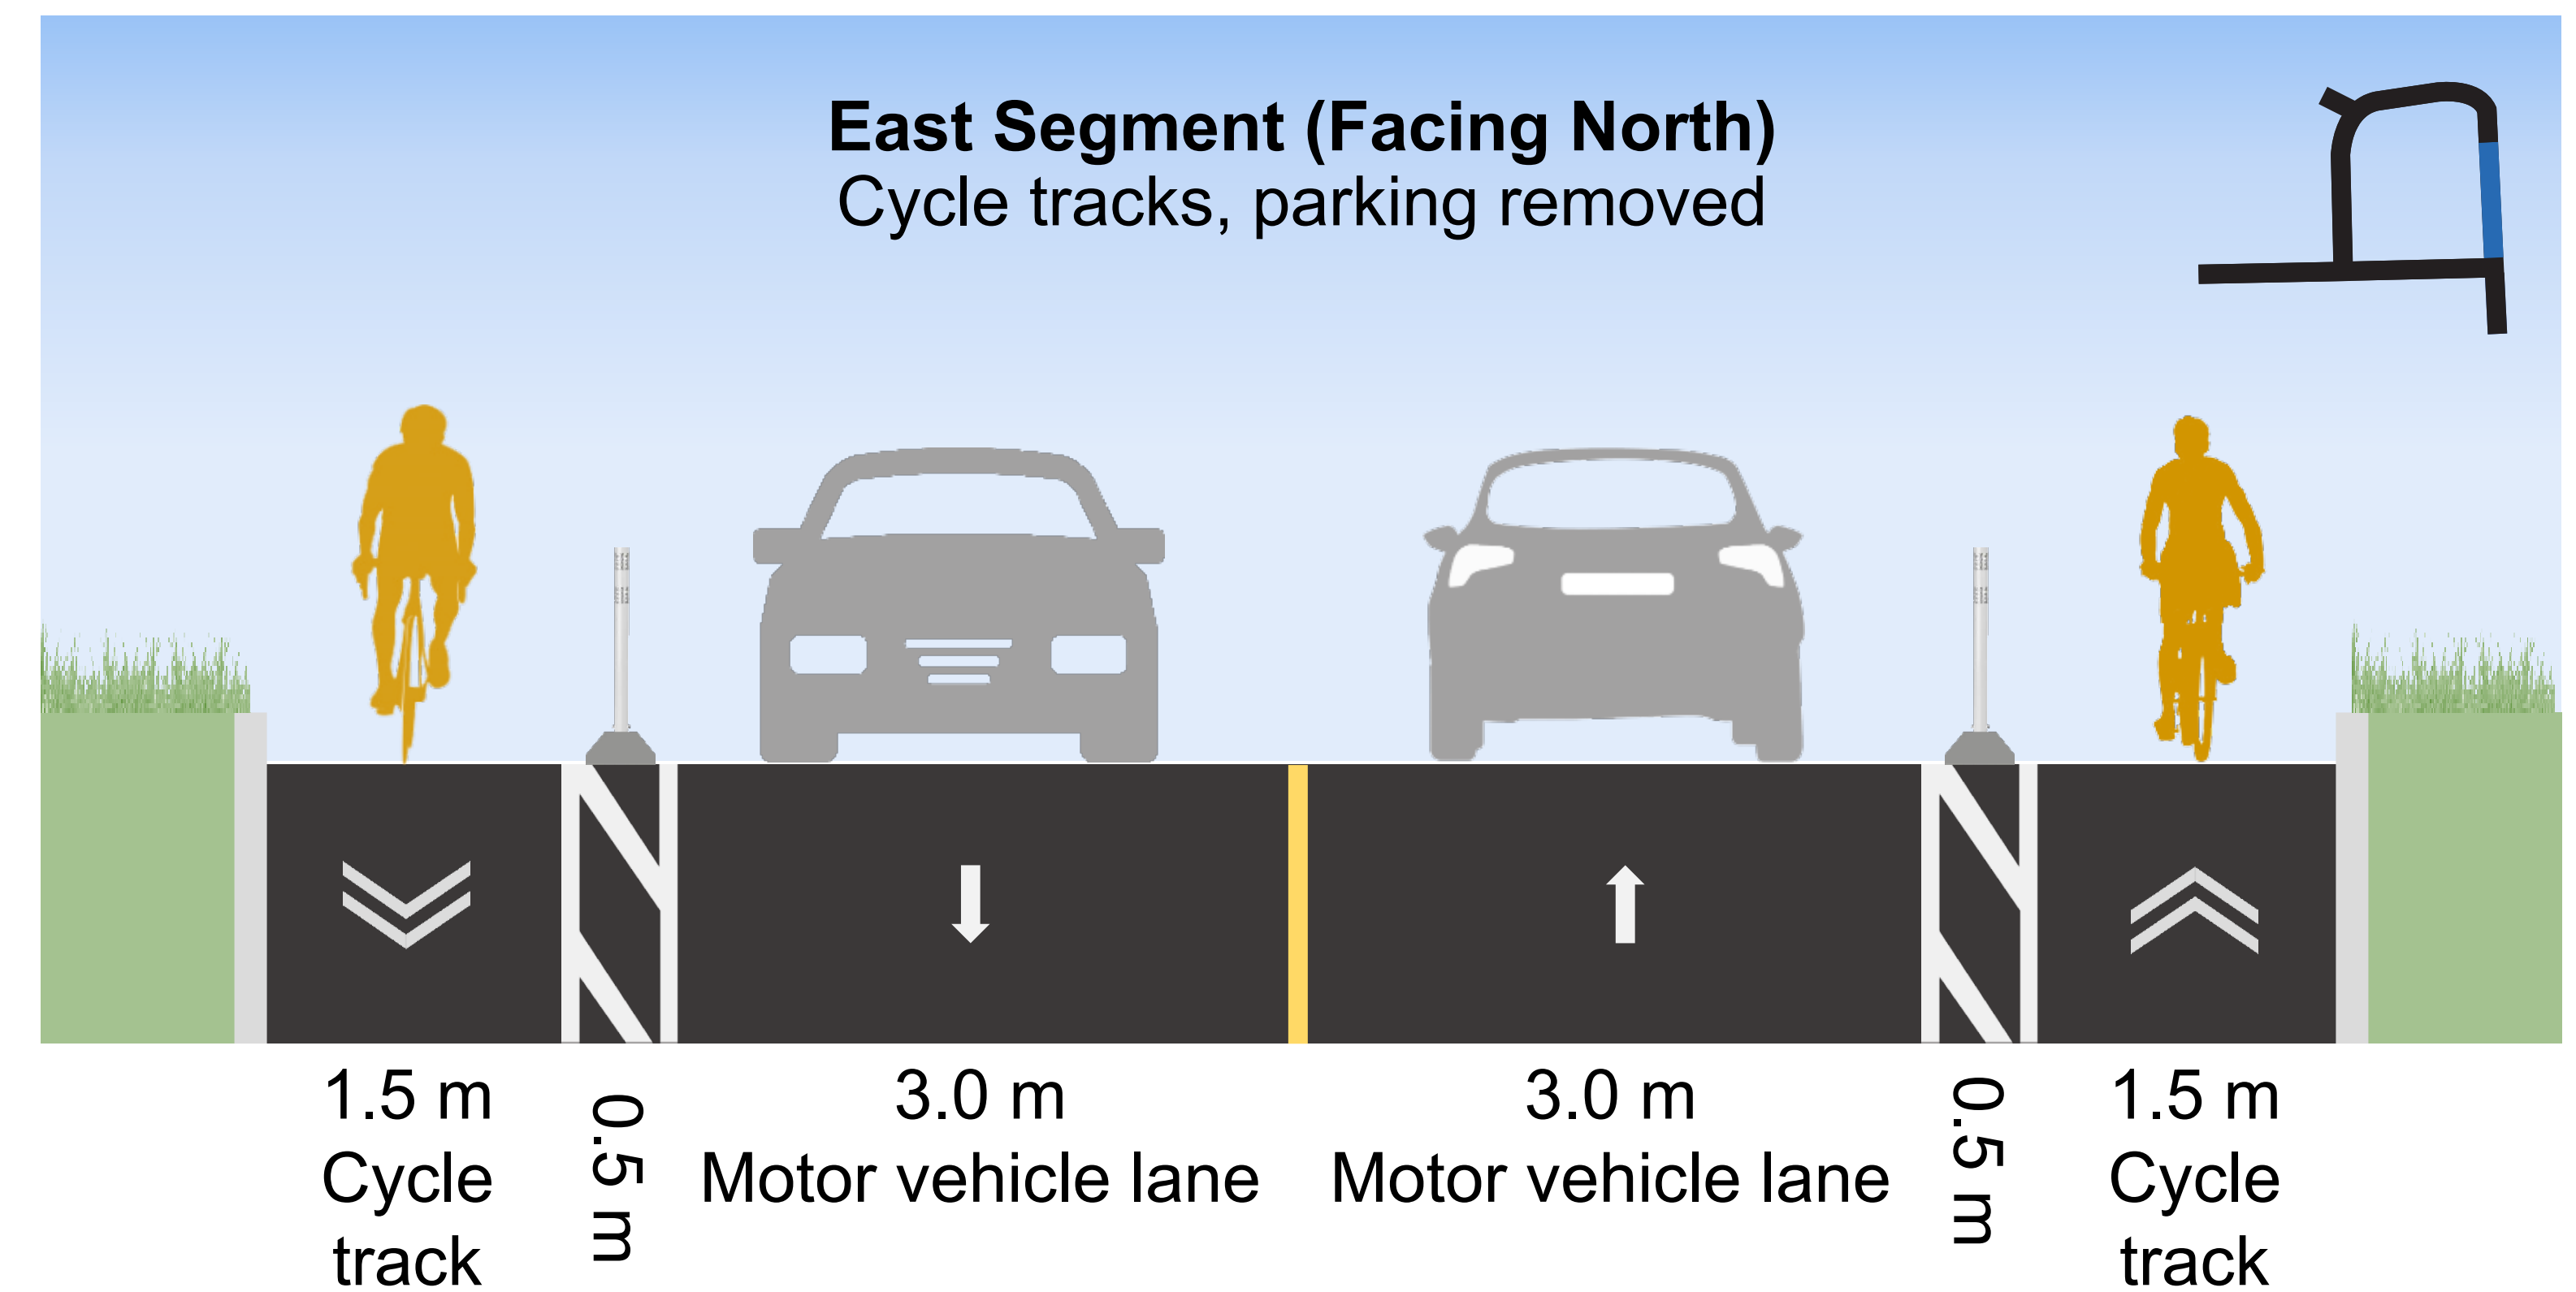 East Segment (Facing North)
Cycle tracks, parking removed
1.5 m
Cycle
track
0.5 m
3.0 m
Motor vehicle lane
3.0 m
Motor vehicle lane
0.5 m
1.5 m
Cycle
track